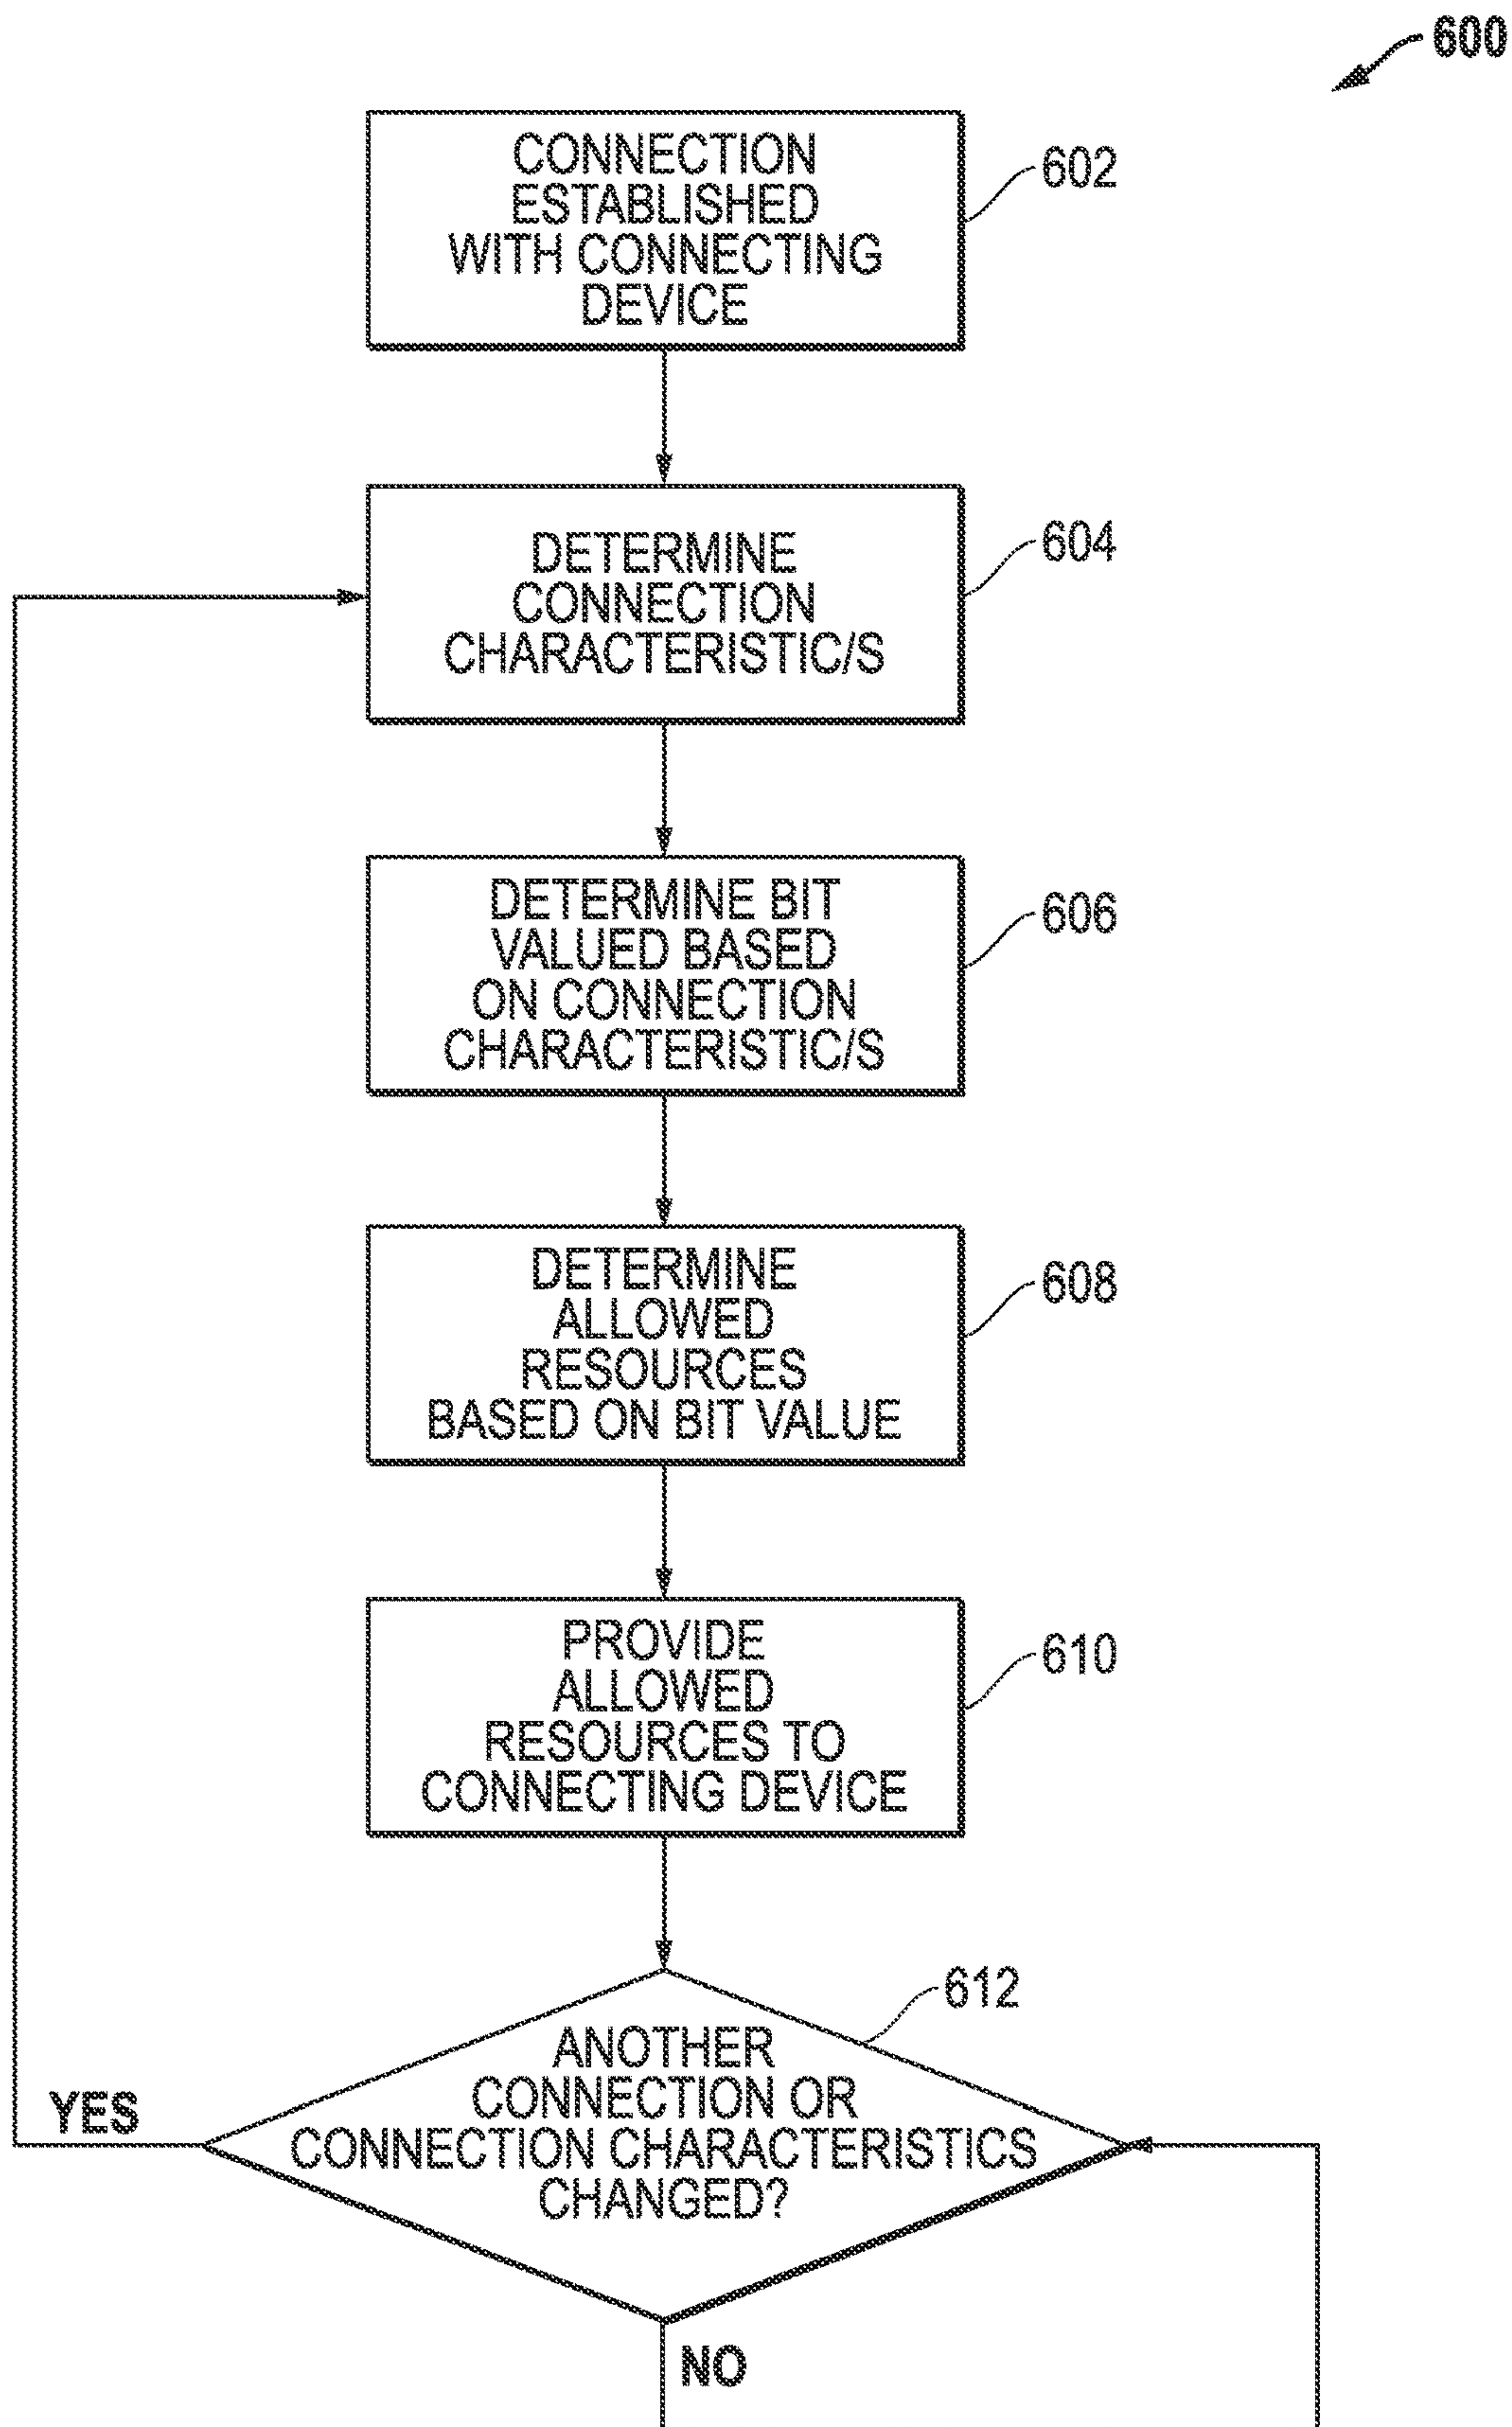 600
CONNECTION
ESTABLISHED
WITH CONNECTING
DEVICE
602
DETERMINE
CONNECTION
CHARACTERISTIC/S
604
DETERMINE BIT
VALUED BASED
ON CONNECTION
CHARACTERISTIC/S
606
DETERMINE
ALLOWED
RESOURCES
BASED ON BIT VALUE
608
PROVIDE
ALLOWED
RESOURCES TO
CONNECTING DEVICE
610
612
ANOTHER
CONNECTION OR
CONNECTION CHARACTERISTICS
CHANGED?
YES
NO